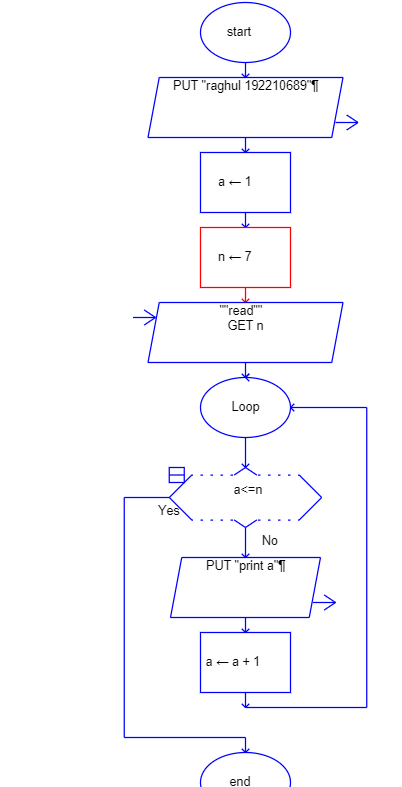 start
PUT "raghul 192210689"¶
a ← 1
n ← 7
""read""
GET n
Loop
a<=n
Yes
No
PUT "print a"¶
a ← a + 1
end